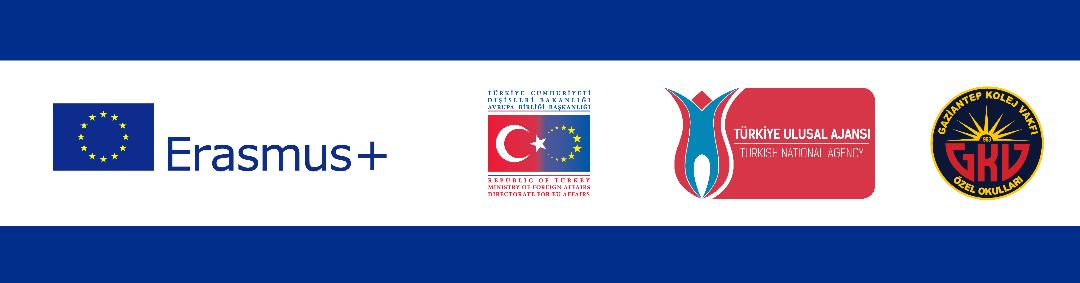 Erasmus+
TÜRKİYE CUMHURİYETİ
DIŞİŞLERİ BAKANLIĞI
AVRUPA BİRLİĞİ BAŞKANLIĞI
REPUBLIC OF TURKEY
MINISTRY OF FOREIGN AFFAIRS
DIRECTORATE FOR EU AFFAIRS
TÜRKİYE ULUSAL AJANSI
TURKISH NATIONAL AGENCY
GAZİANTEP KOLEJ VAKFI
GKV
ÖZEL OKULLARI